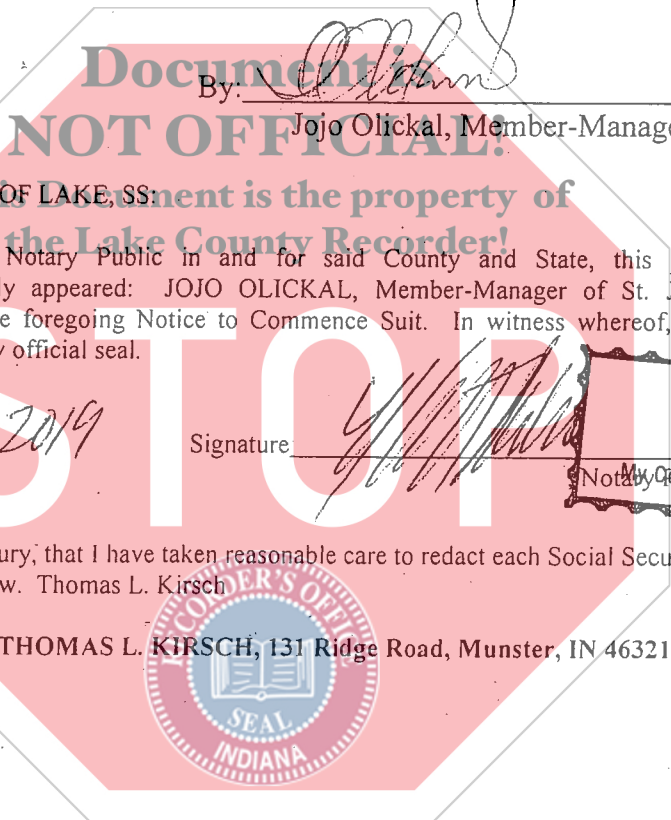 Document is
By:
NOT OFFICIAL!
Jojo Olickal, Member-Manage
is Document is the property of
OF LAKE, SS:
the Lake County Recorder!
Notary Public in and for said County and State, this
ly appeared: JOJO OLICKAL, Member-Manager of St. J
e foregoing Notice to Commence Suit. In witness whereof,
y official seal.
STOP
2019
Signature
Notary P
My Co
ury, that I have taken reasonable care to redact each Social Secu
w. Thomas L. Kirsch
THOMAS L. KIRSCH, 131 Ridge Road, Munster, IN 46321
RECORDER'S OFFICE
SEAL
INDIANA